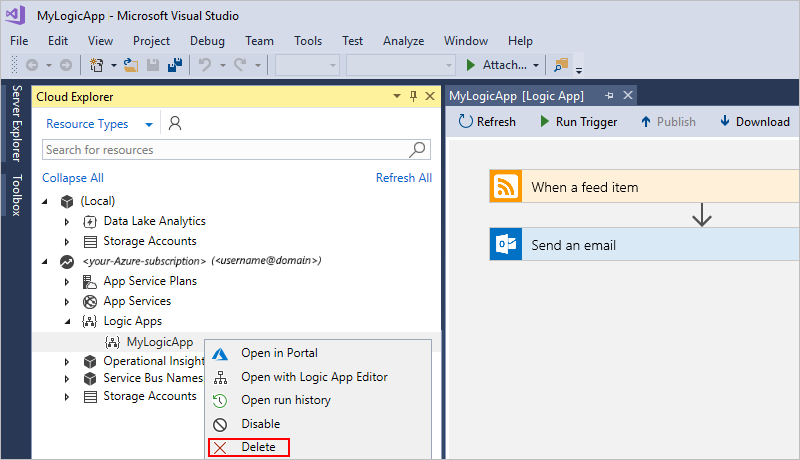 MyLogicApp - Microsoft Visual Studio
File Edit View Project Debug Team Tools Test Analyze Window Help
Attach...
Server Explorer
Toolbox
Cloud Explorer
Resource Types
Search for resources
Collapse All Refresh All
(Local)
Data Lake Analytics
Storage Accounts
<your-Azure-subscription> (<username@domain>)
App Service Plans
App Services
Logic Apps
MyLogicApp
Operational Insight
Service Bus Names
Storage Accounts
Open in Portal
Open with Logic App Editor
Open run history
Disable
Delete
MyLogicApp [Logic App]
Refresh Run Trigger Publish Download
When a feed item
Send an email